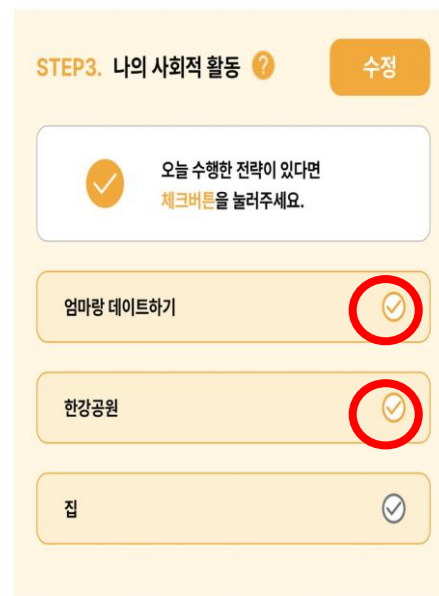 STEP3. 나의 사회적 활동 ?
수정
오늘 수행한 전략이 있다면
체크버튼을 눌러주세요.
엄마랑 데이트하기
한강공원
집